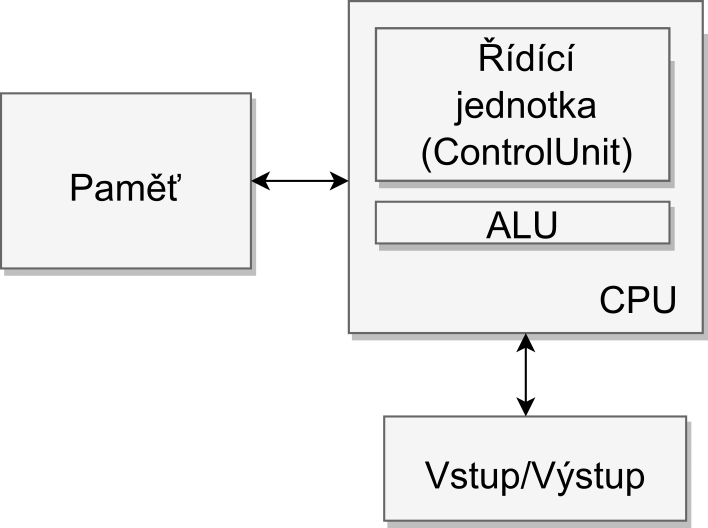 Paměť
Řídící
jednotka
(ControlUnit)
ALU
CPU
Vstup/Výstup